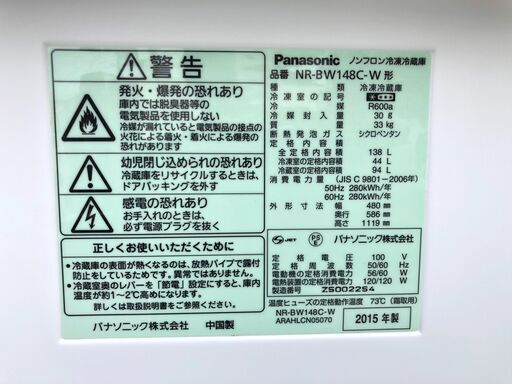 警告
発火・爆発の恐れあり
庫内では脱臭器等の
電気製品を使用しない
冷媒が漏れていると電気製品の接点の
火花による着火・爆発の恐れあり
幼児閉じ込められの恐れあり
冷蔵庫をリサイクルするときは、
ドアパッキングを外す
感電の恐れあり
お手入れのときは、
必ず電源プラグを抜く
正しくお使いいただくために
・冷蔵庫の表面が熱くなるのは、放熱パイプで露付
防止をしているためです。異常ではありません。
・冷蔵室奥のレバーを「節電」設定にすると、庫内
温度が約1~2℃高めになります。
詳しくは取扱説明書をご覧ください。
パナソニック株式会社 中国製
Panasonic ノンフロン冷凍冷蔵庫
品番 NR-BW148C-W 形
種類 冷凍冷蔵庫
冷凍室の記号
冷媒 R600a
冷媒封入量 30 g
質量 33 kg
断熱発泡ガス シクロペンタン
全定格内容積 138 L
冷凍室の定格内容積 44 L
冷蔵室の定格内容積 94 L
消費電力量 (JIS C 9801-2006年)
50Hz 280kWh/年
60Hz 280kWh/年
外形寸法 幅 480 mm
奥行 586 mm
高さ 1119 mm
JET PSE パナソニック株式会社
定格電圧 100 V
定格周波数 50/60 Hz
電動機の定格消費電力 56/60 W
電熱装置の定格消費電力 120/120 W
製造番号 ZS002254
温度ヒューズの定格動作温度 73℃(霜取用)
NR-BW148C-W
ARAHLCN05070
2015 年製